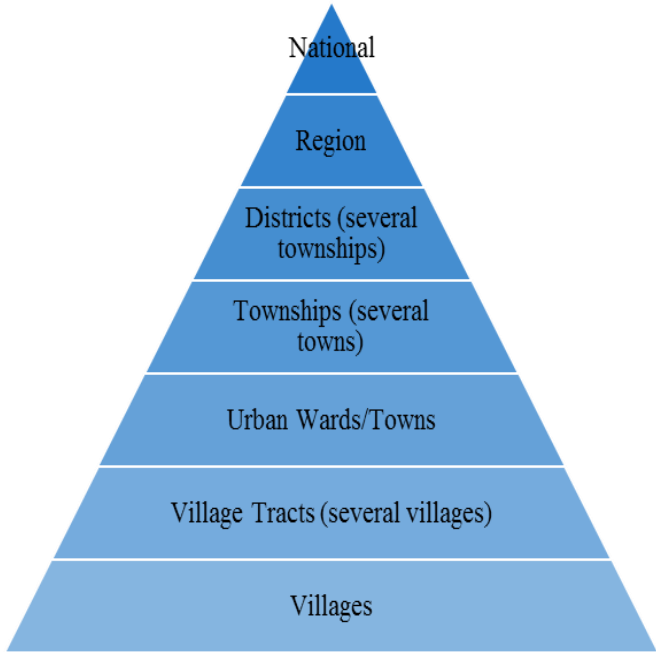 National
Region
Districts (several
townships)
Townships (several
towns)
Urban Wards/Towns
Village Tracts (several villages)
Villages